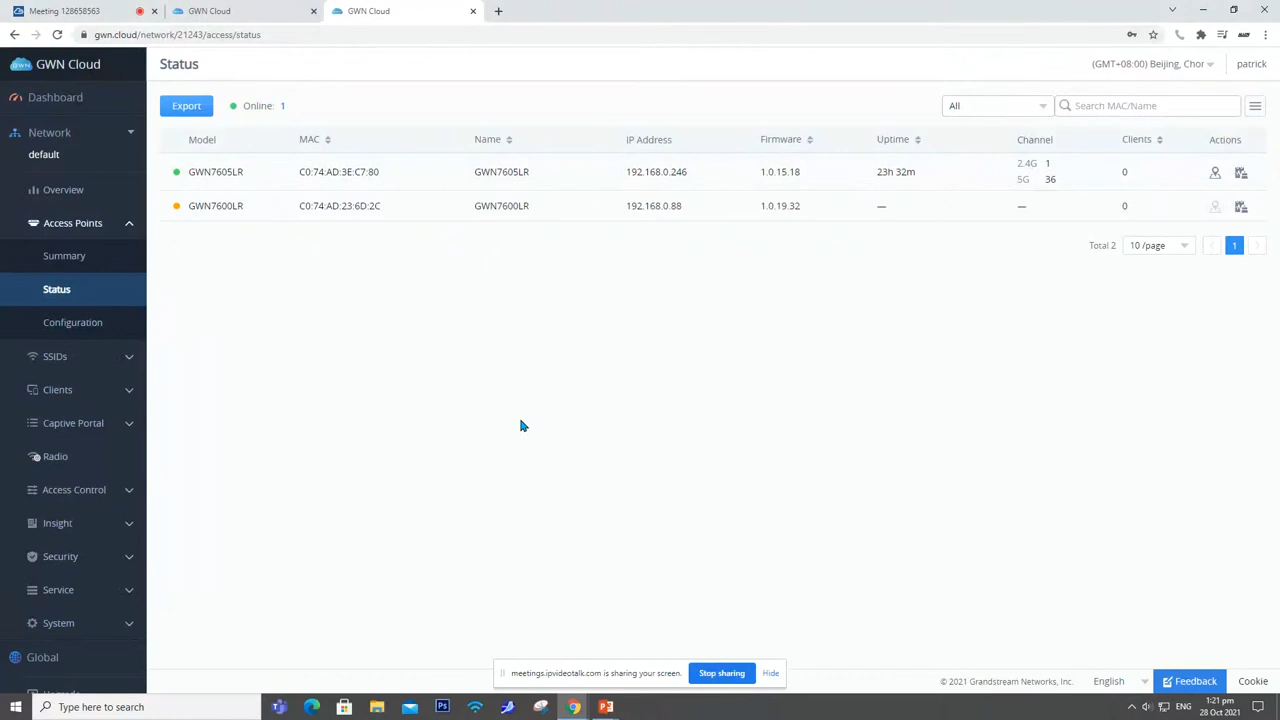 Meeting 128658563
GWN Cloud
GWN Cloud
gwn.cloud/network/21243/access/status
GWN Cloud
Status
(GMT+08:00) Beijing, Chor
patrick
Dashboard
Network
default
Overview
Access Points
Summary
Status
Configuration
SSIDs
Clients
Captive Portal
Radio
Access Control
Insight
Security
Service
System
Global
Export
Online: 1
All
Search MAC/Name
Model MAC Name IP Address Firmware Uptime Channel Clients Actions
GWN7605LR C0:74:AD:3E:C7:80 GWN7605LR 192.168.0.246 1.0.15.18 23h 32m 2.4G 1 0
5G 36
GWN7600LR C0:74:AD:23:6D:2C GWN7600LR 192.168.0.88 1.0.19.32 — — 0
Total 2 10 /page 1
meetings.ipvideotalk.com is sharing your screen. Stop sharing Hide
© 2021 Grandstream Networks, Inc. English Feedback Cookie
Type here to search
ENG
1:21 pm
28 Oct 2021